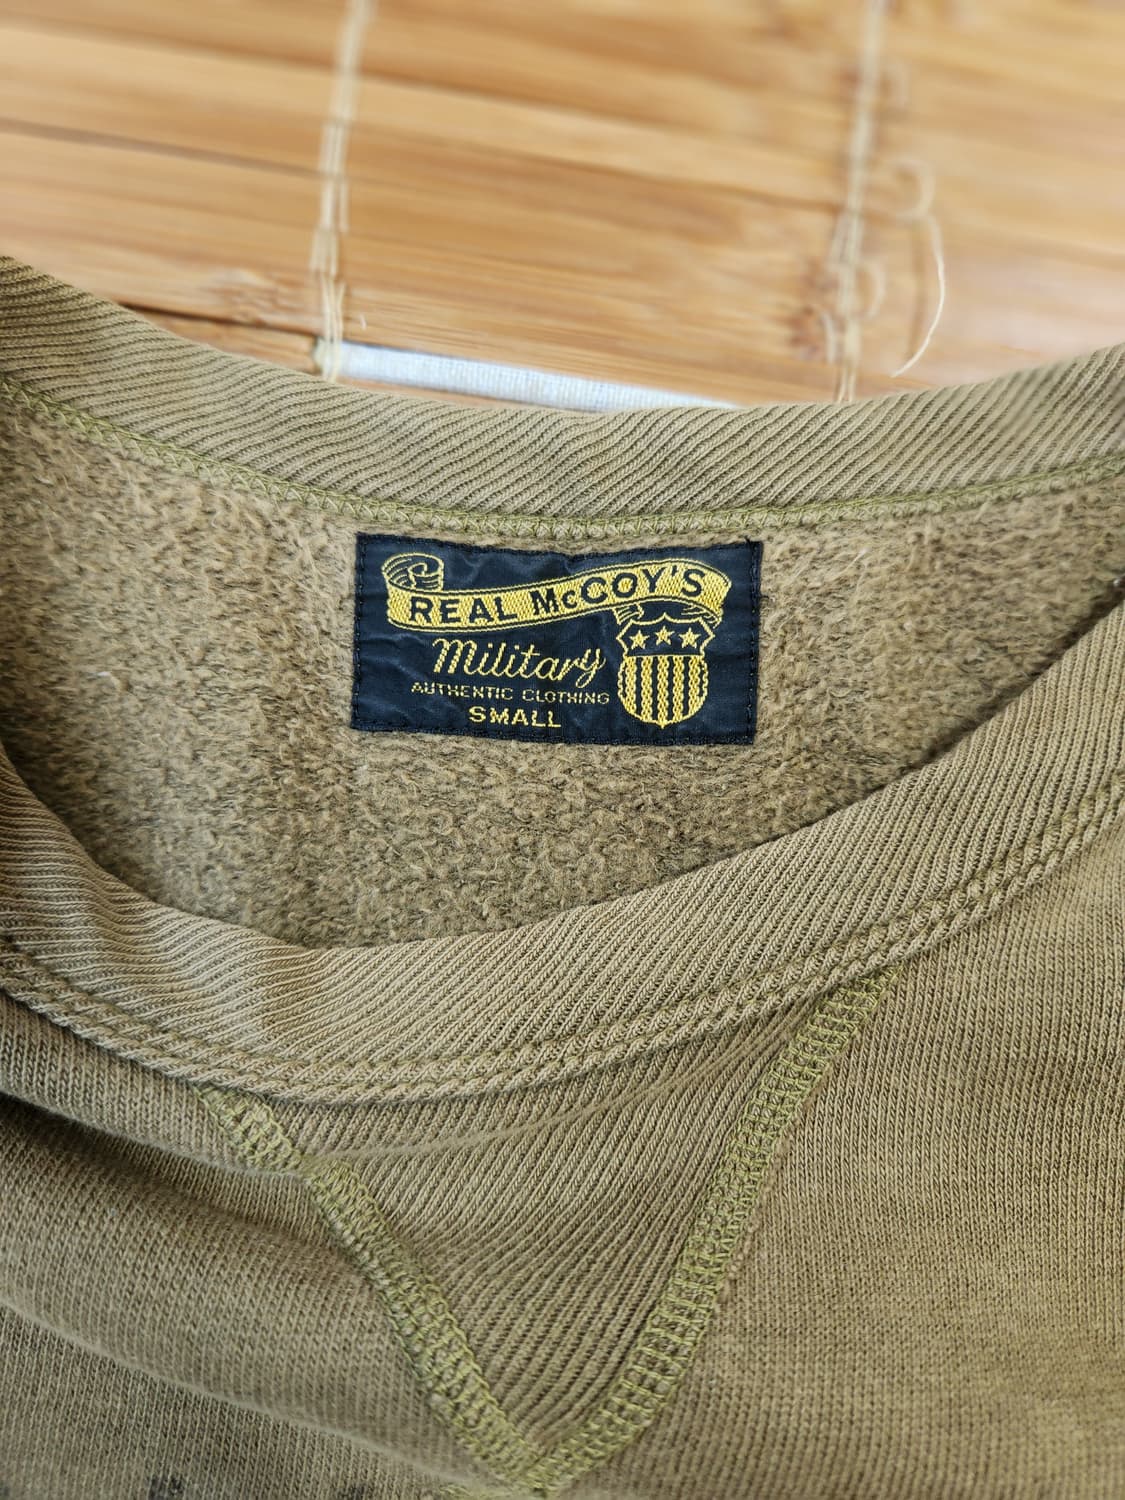 REAL McCOY'S
Military
AUTHENTIC CLOTHING
SMALL